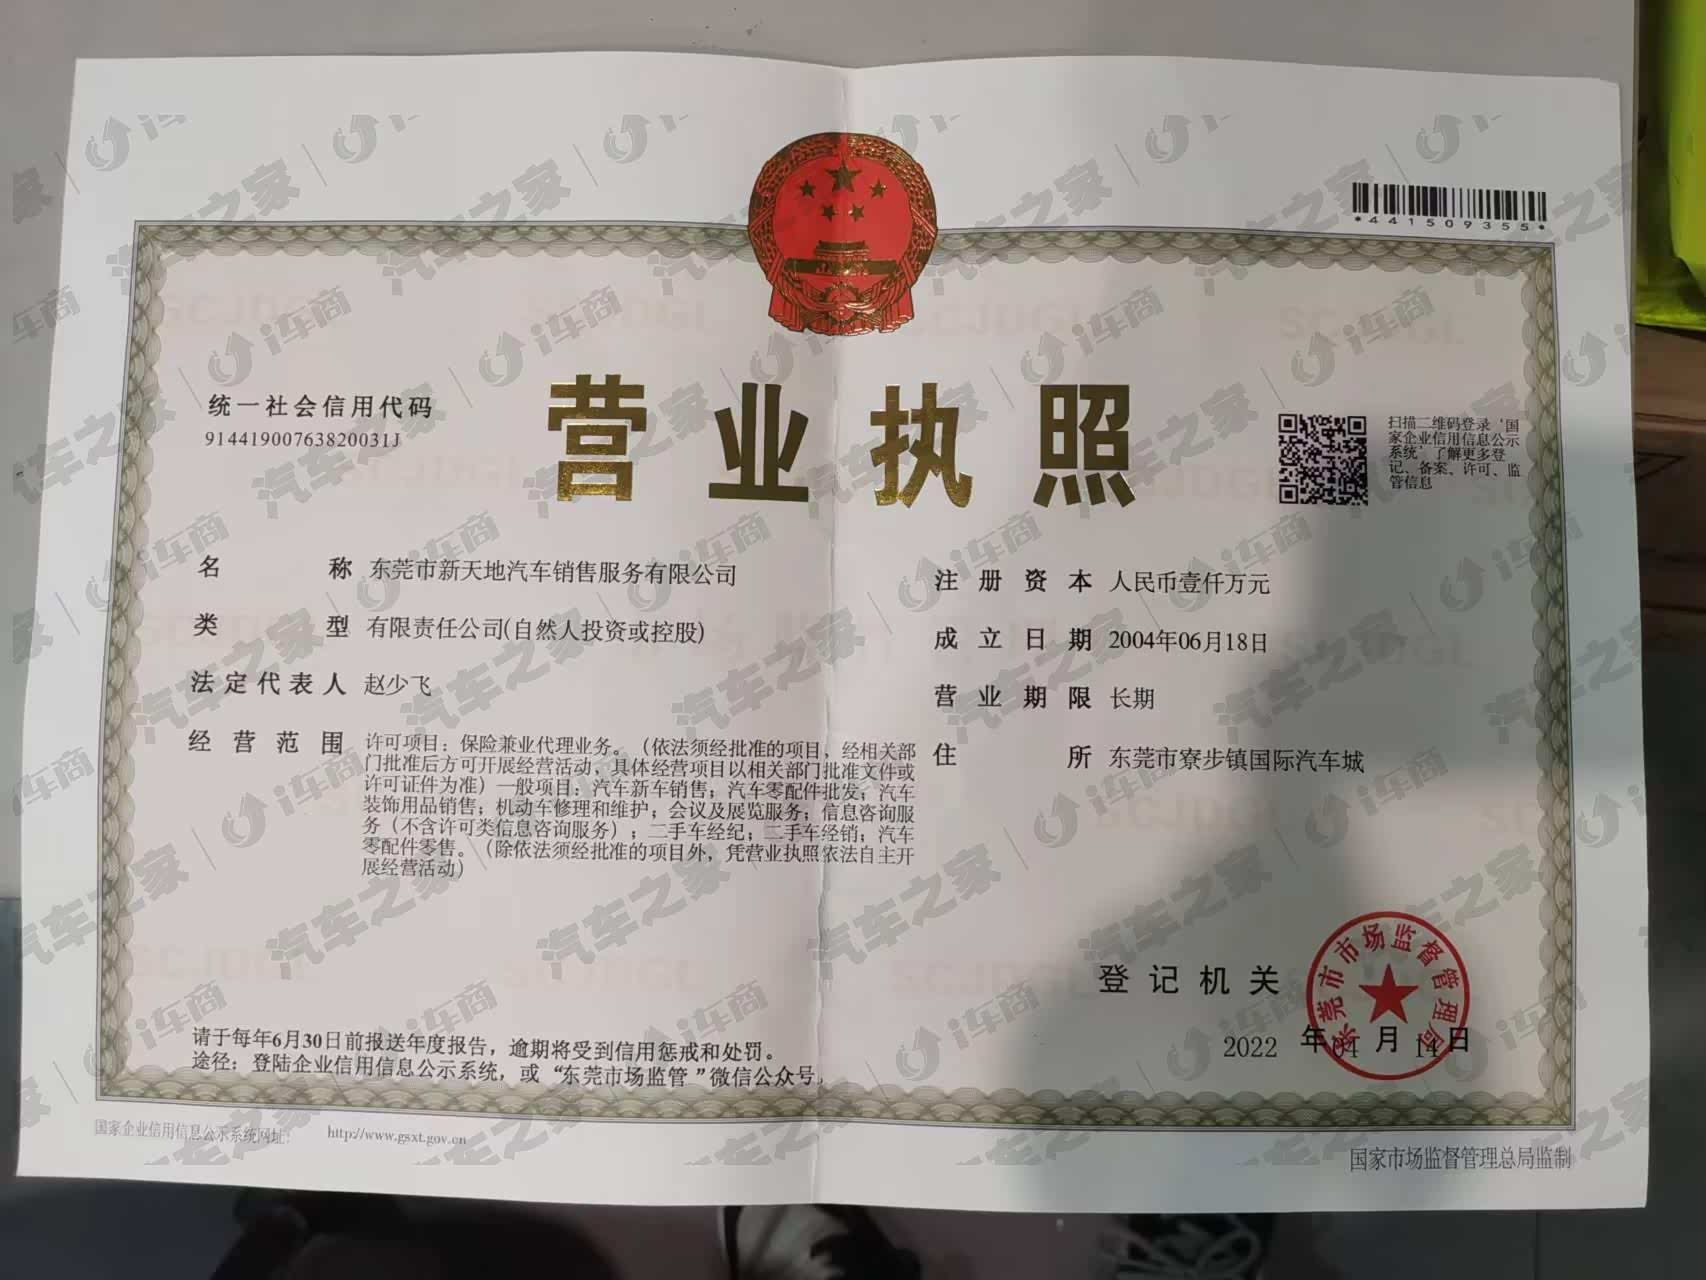 *4415093 55*
统一社会信用代码
91441900763820031J
营业执照
扫描二维码登录‘国
家企业信用信息公示
系统’了解更多登
记、备案、许可、监
管信息
名称 东莞市新天地汽车销售服务有限公司
类型 有限责任公司(自然人投资或控股)
法定代表人 赵少飞
经营范围 许可项目：保险兼业代理业务。（依法须经批准的项目，经相关部
门批准后方可开展经营活动，具体经营项目以相关部门批准文件或
许可证件为准）一般项目：汽车新车销售；汽车零配件批发；汽车
装饰用品销售；机动车修理和维护；会议及展览服务；信息咨询服
务（不含许可类信息咨询服务）；二手车经纪；二手车经销；汽车
零配件零售。（除依法须经批准的项目外，凭营业执照依法自主开
展经营活动）
注册资本 人民币壹仟万元
成立日期 2004年06月18日
营业期限 长期
住所 东莞市寮步镇国际汽车城
登记机关
东莞市市场监督管理局
2022 年 04 月 14 日
请于每年6月30日前报送年度报告，逾期将受到信用惩戒和处罚。
途径：登陆企业信用信息公示系统，或“东莞市场监管”微信公众号。
国家企业信用信息公示系统网址： http://www.gsxt.gov.cn
国家市场监督管理总局监制
汽车之家 | i车商